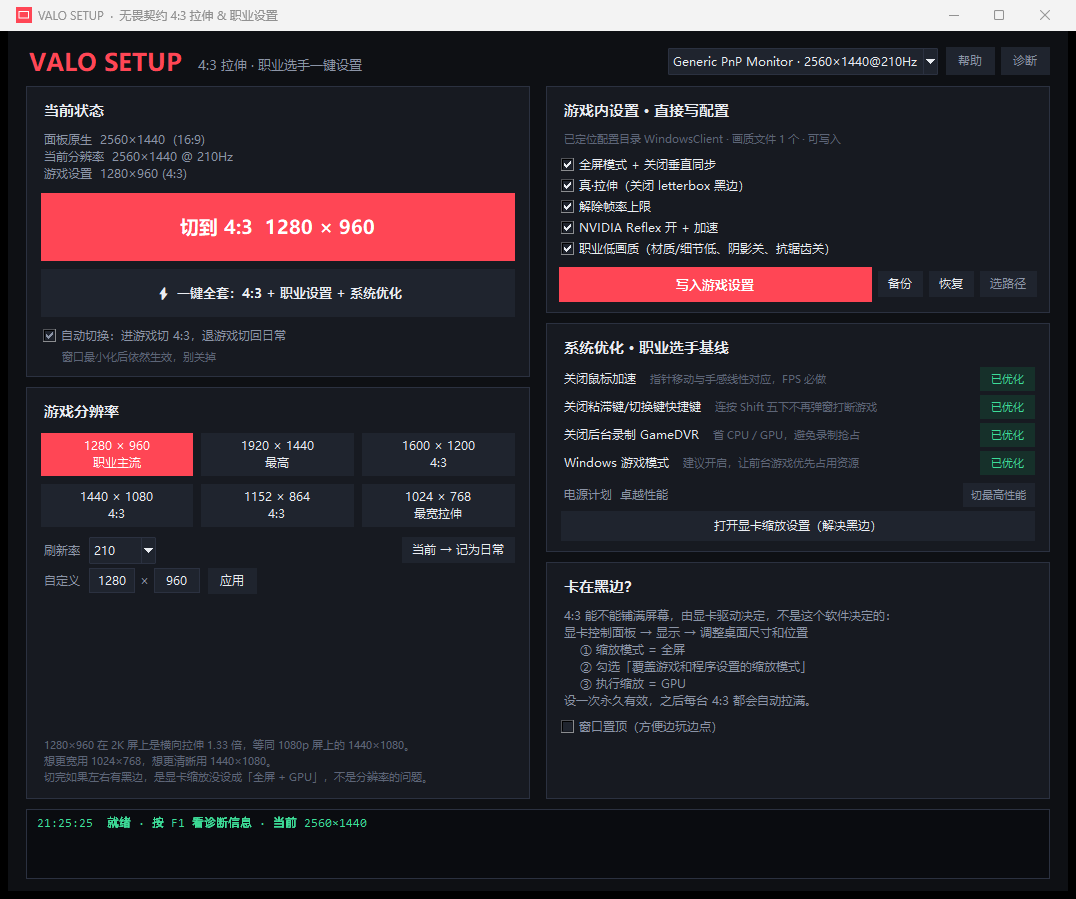 VALO SETUP · 无畏契约 4:3 拉伸 & 职业设置
VALO SETUP 4:3 拉伸 · 职业选手一键设置
Generic PnP Monitor · 2560×1440@210Hz
帮助
诊断
当前状态
面板原生 2560×1440 (16:9)
当前分辨率 2560×1440 @ 210Hz
游戏设置 1280×960 (4:3)
切到 4:3 1280 × 960
一键全套：4:3 + 职业设置 + 系统优化
自动切换：进游戏切 4:3，退游戏切回日常
窗口最小化后依然生效，别关掉
游戏分辨率
1280 × 960
职业主流
1920 × 1440
最高
1600 × 1200
4:3
1440 × 1080
4:3
1152 × 864
4:3
1024 × 768
最宽拉伸
刷新率 210
当前 → 记为日常
自定义 1280 × 960 应用
1280×960 在 2K 屏上是横向拉伸 1.33 倍，等同 1080p 屏上的 1440×1080。
想更宽用 1024×768，想更清晰用 1440×1080。
切完如果左右有黑边，是显卡缩放没设成「全屏 + GPU」，不是分辨率的问题。
游戏内设置 • 直接写配置
已定位配置目录 WindowsClient · 画质文件 1 个 · 可写入
全屏模式 + 关闭垂直同步
真·拉伸（关闭 letterbox 黑边）
解除帧率上限
NVIDIA Reflex 开 + 加速
职业低画质（材质/细节低、阴影关、抗锯齿关）
写入游戏设置
备份
恢复
选路径
系统优化 • 职业选手基线
关闭鼠标加速 指针移动与手感线性对应，FPS 必做 已优化
关闭粘滞键/切换键快捷键 连按 Shift 五下不再弹窗打断游戏 已优化
关闭后台录制 GameDVR 省 CPU / GPU，避免录制抢占 已优化
Windows 游戏模式 建议开启，让前台游戏优先占用资源 已优化
电源计划 卓越性能 切最高性能
打开显卡缩放设置（解决黑边）
卡在黑边？
4:3 能不能铺满屏幕，由显卡驱动决定，不是这个软件决定的：
显卡控制面板 → 显示 → 调整桌面尺寸和位置
① 缩放模式 = 全屏
② 勾选「覆盖游戏和程序设置的缩放模式」
③ 执行缩放 = GPU
设一次永久有效，之后每台 4:3 都会自动拉满。
窗口置顶（方便边玩边点）
21:25:25 就绪 · 按 F1 看诊断信息 · 当前 2560×1440